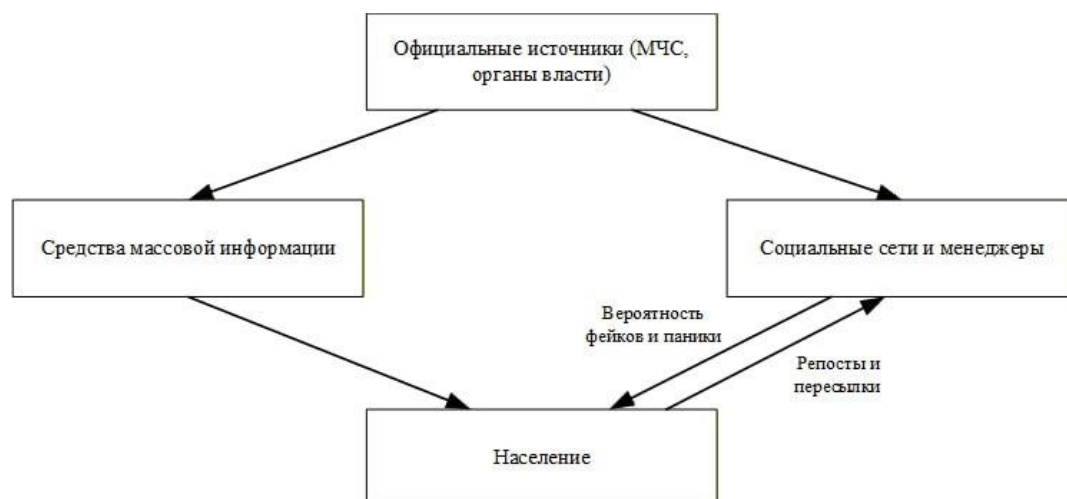 Официальные источники (МЧС,
органы власти)
Средства массовой информации
Социальные сети и менеджеры
Вероятность
фейков и паники
Репосты и
пересылки
Население